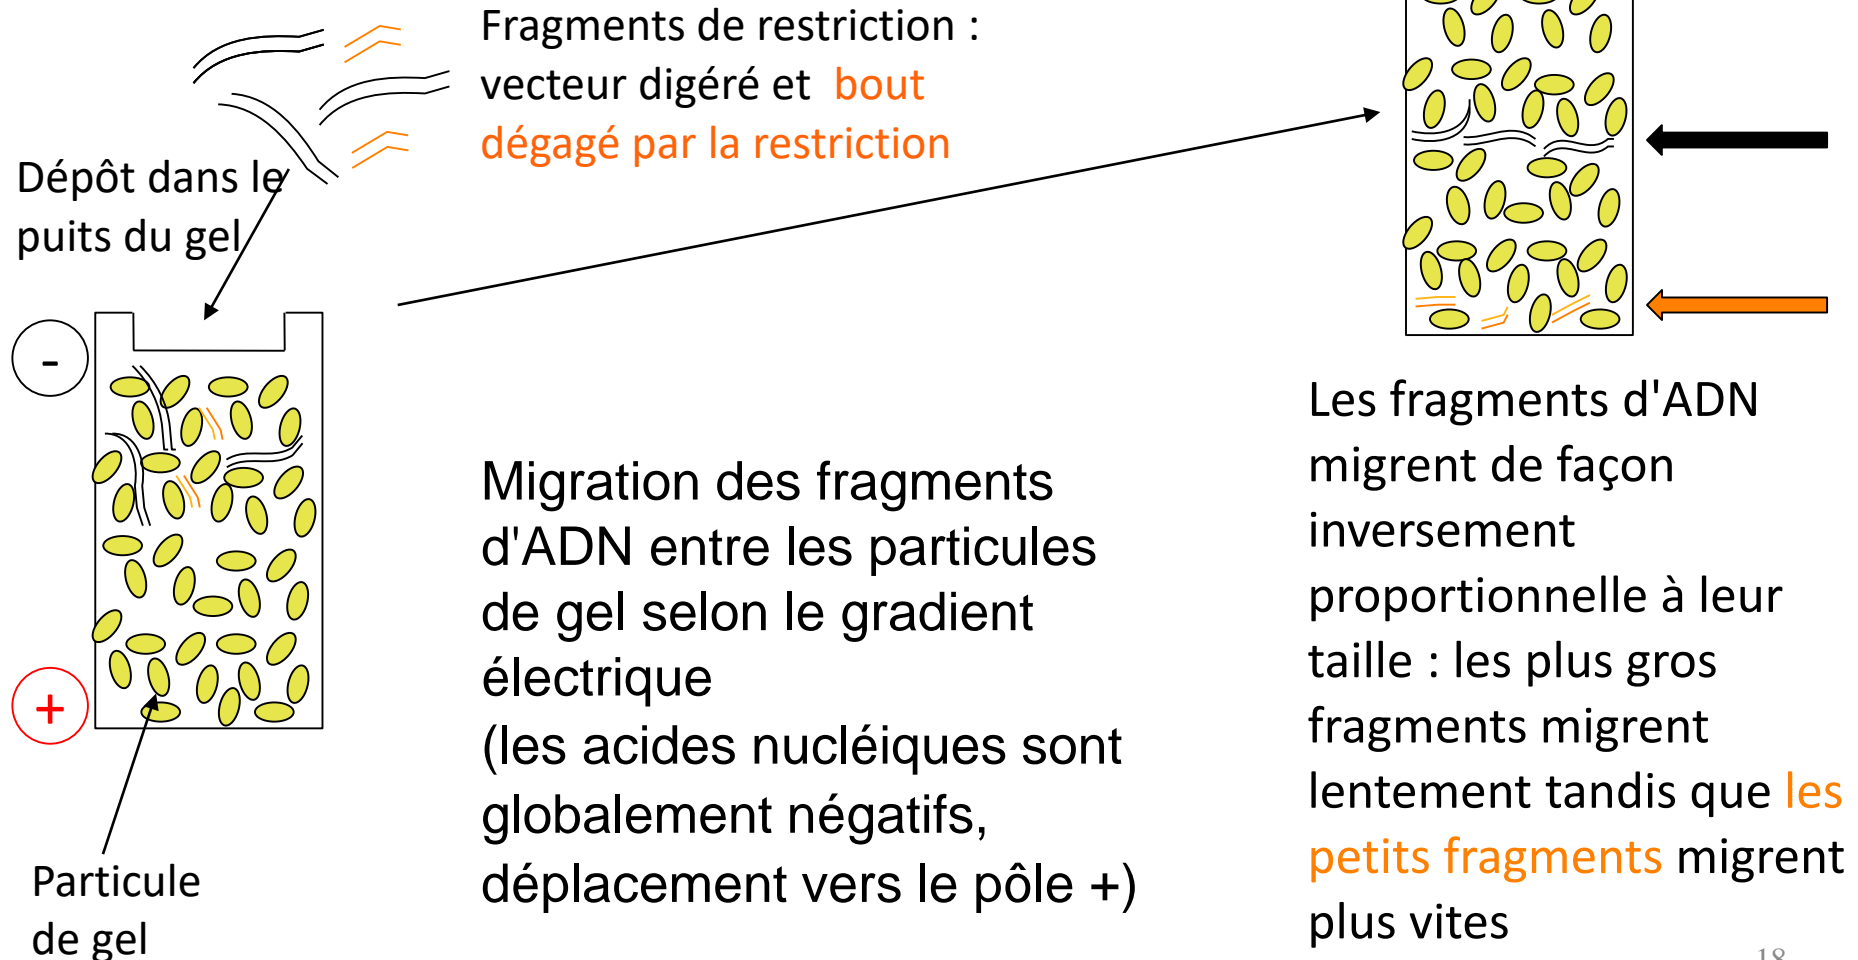 Fragments de restriction :
vecteur digéré et bout
dégagé par la restriction
Dépôt dans le
puits du gel
-
+
Particule
de gel
Migration des fragments
d'ADN entre les particules
de gel selon le gradient
électrique
(les acides nucléiques sont
globalement négatifs,
déplacement vers le pôle +)
Les fragments d'ADN
migrent de façon
inversement
proportionnelle à leur
taille : les plus gros
fragments migrent
lentement tandis que les
petits fragments migrent
plus vites
18